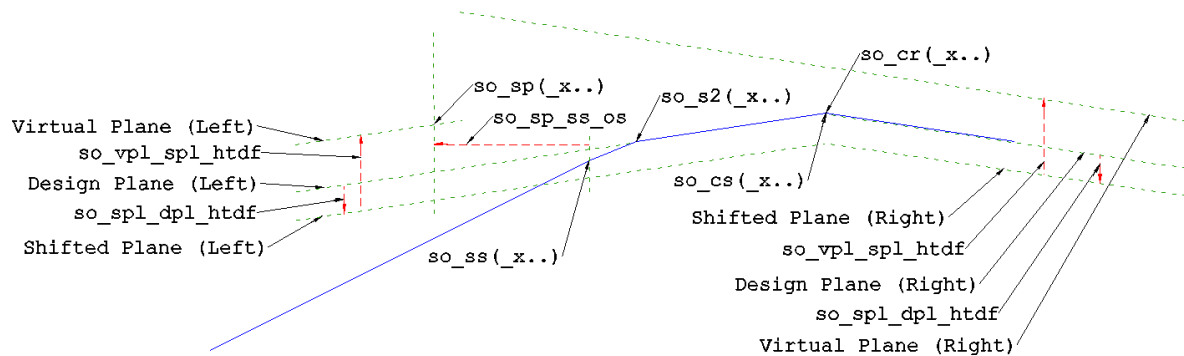 so_cr(_x..)
so_sp(_x..)
so_s2(_x..)
so_sp_ss_os
Virtual Plane (Left)
so_vpl_spl_htdf
Design Plane (Left)
so_spl_dpl_htdf
Shifted Plane (Left)
so_cs(_x..)
so_ss(_x..)
Shifted Plane (Right)
so_vpl_spl_htdf
Design Plane (Right)
so_spl_dpl_htdf
Virtual Plane (Right)